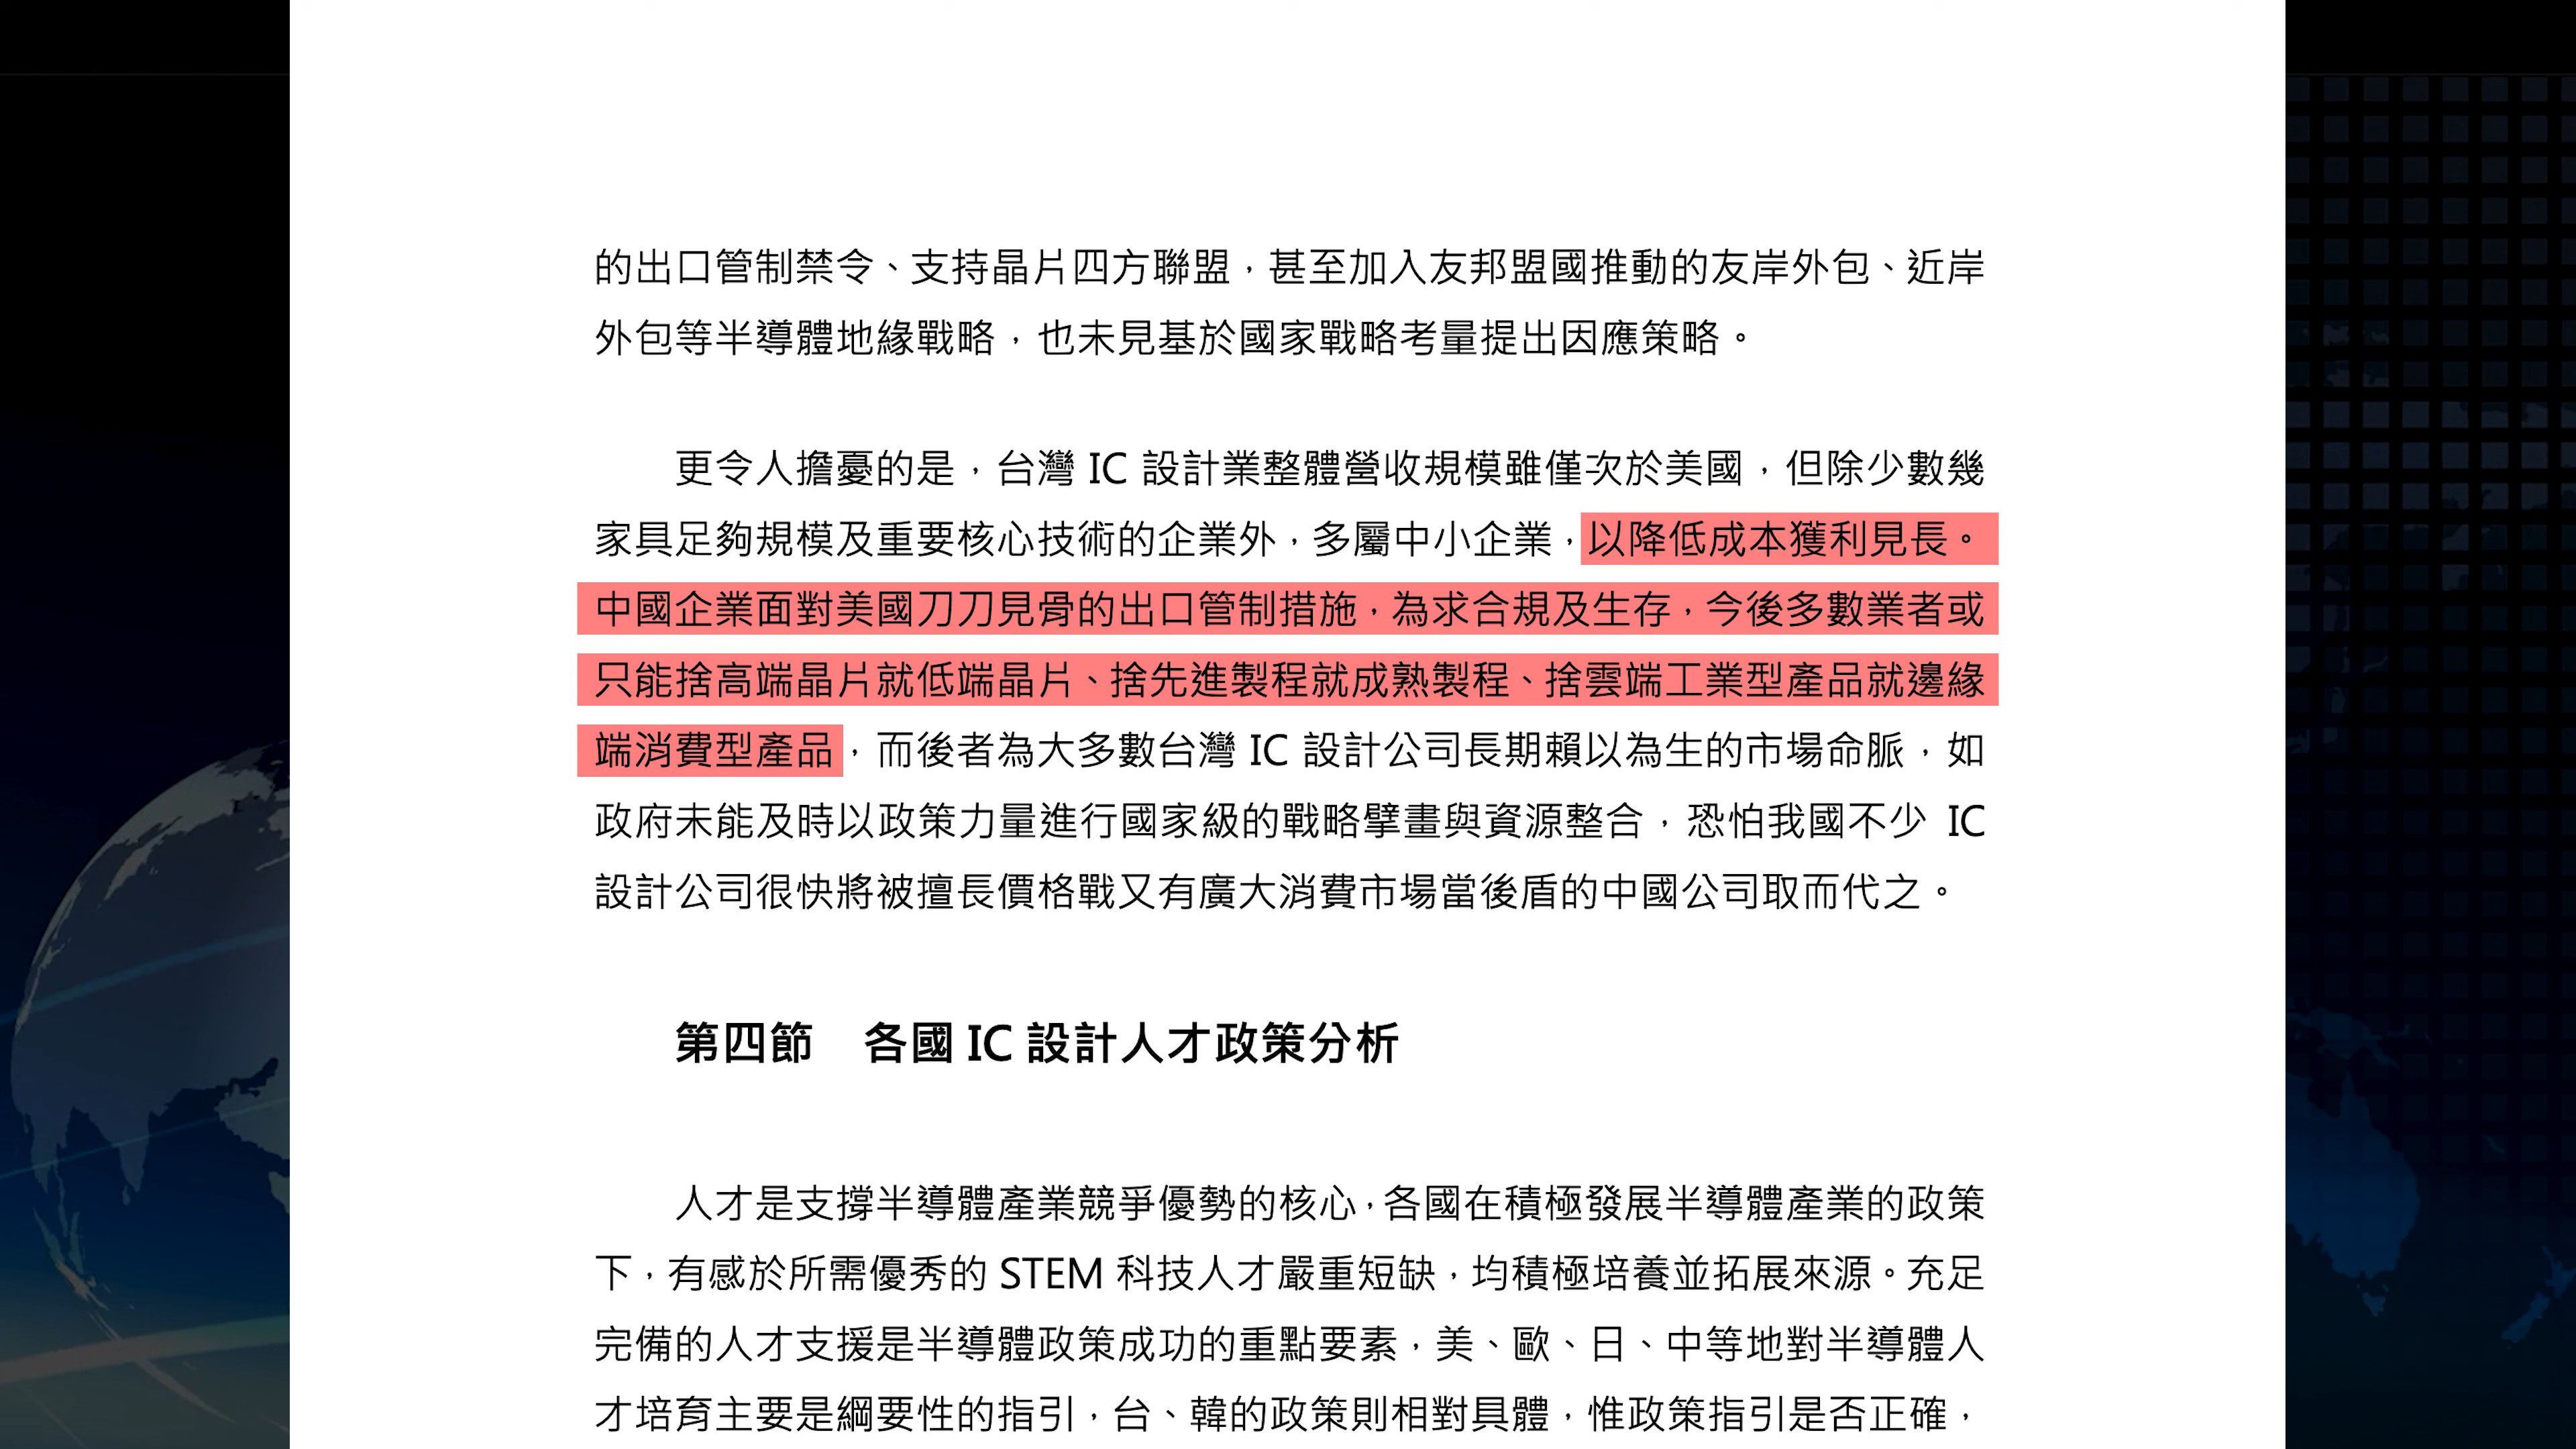 的出口管制禁令、支持晶片四方聯盟，甚至加入友邦盟國推動的友岸外包、近岸
外包等半導體地緣戰略，也未見基於國家戰略考量提出因應策略。
更令人擔憂的是，台灣 IC 設計業整體營收規模雖僅次於美國，但除少數幾
家具足夠規模及重要核心技術的企業外，多屬中小企業，以降低成本獲利見長。
中國企業面對美國刀刀見骨的出口管制措施，為求合規及生存，今後多數業者或
只能捨高端晶片就低端晶片、捨先進製程就成熟製程、捨雲端工業型產品就邊緣
端消費型產品，而後者為大多數台灣 IC 設計公司長期賴以為生的市場命脈，如
政府未能及時以政策力量進行國家級的戰略擘畫與資源整合，恐怕我國不少 IC
設計公司很快將被擅長價格戰又有廣大消費市場當後盾的中國公司取而代之。
第四節　各國 IC 設計人才政策分析
人才是支撐半導體產業競爭優勢的核心，各國在積極發展半導體產業的政策
下，有感於所需優秀的 STEM 科技人才嚴重短缺，均積極培養並拓展來源。充足
完備的人才支援是半導體政策成功的重點要素，美、歐、日、中等地對半導體人
才培育主要是綱要性的指引，台、韓的政策則相對具體，惟政策指引是否正確，